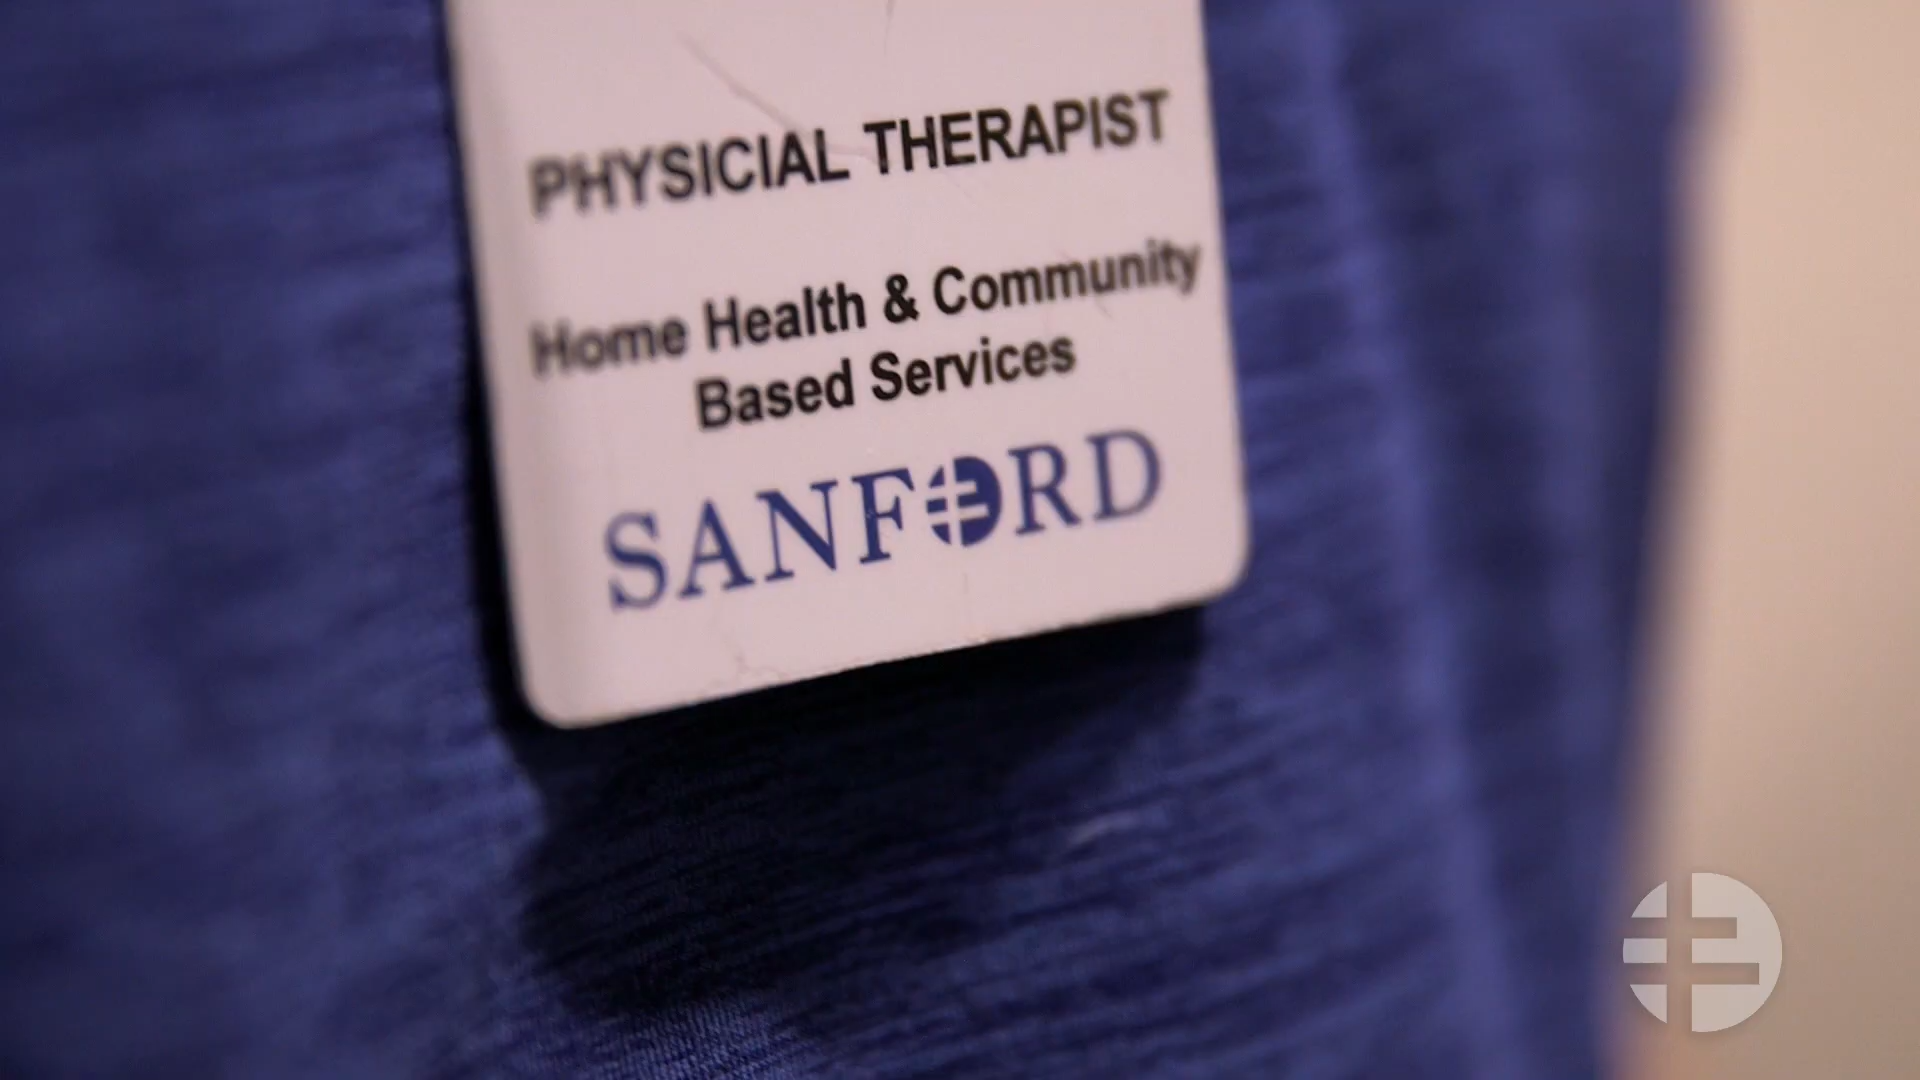 PHYSICIAL THERAPIST
Home Health & Community
Based Services
SANFORD